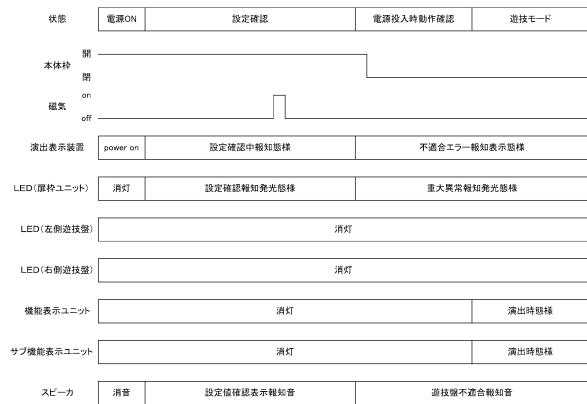 状態 電源ON 設定確認 電源投入時動作確認 遊技モード
開
本体枠
閉
on
磁気
off
演出表示装置 power on 設定確認中報知態様 不適合エラー報知表示態様
LED(扉枠ユニット) 消灯 設定確認報知発光態様 重大異常報知発光態様
LED(左側遊技盤) 消灯
LED(右側遊技盤) 消灯
機能表示ユニット 消灯 演出時態様
サブ機能表示ユニット 消灯 演出時態様
スピーカ 消音 設定値確認表示報知音 遊技盤不適合報知音